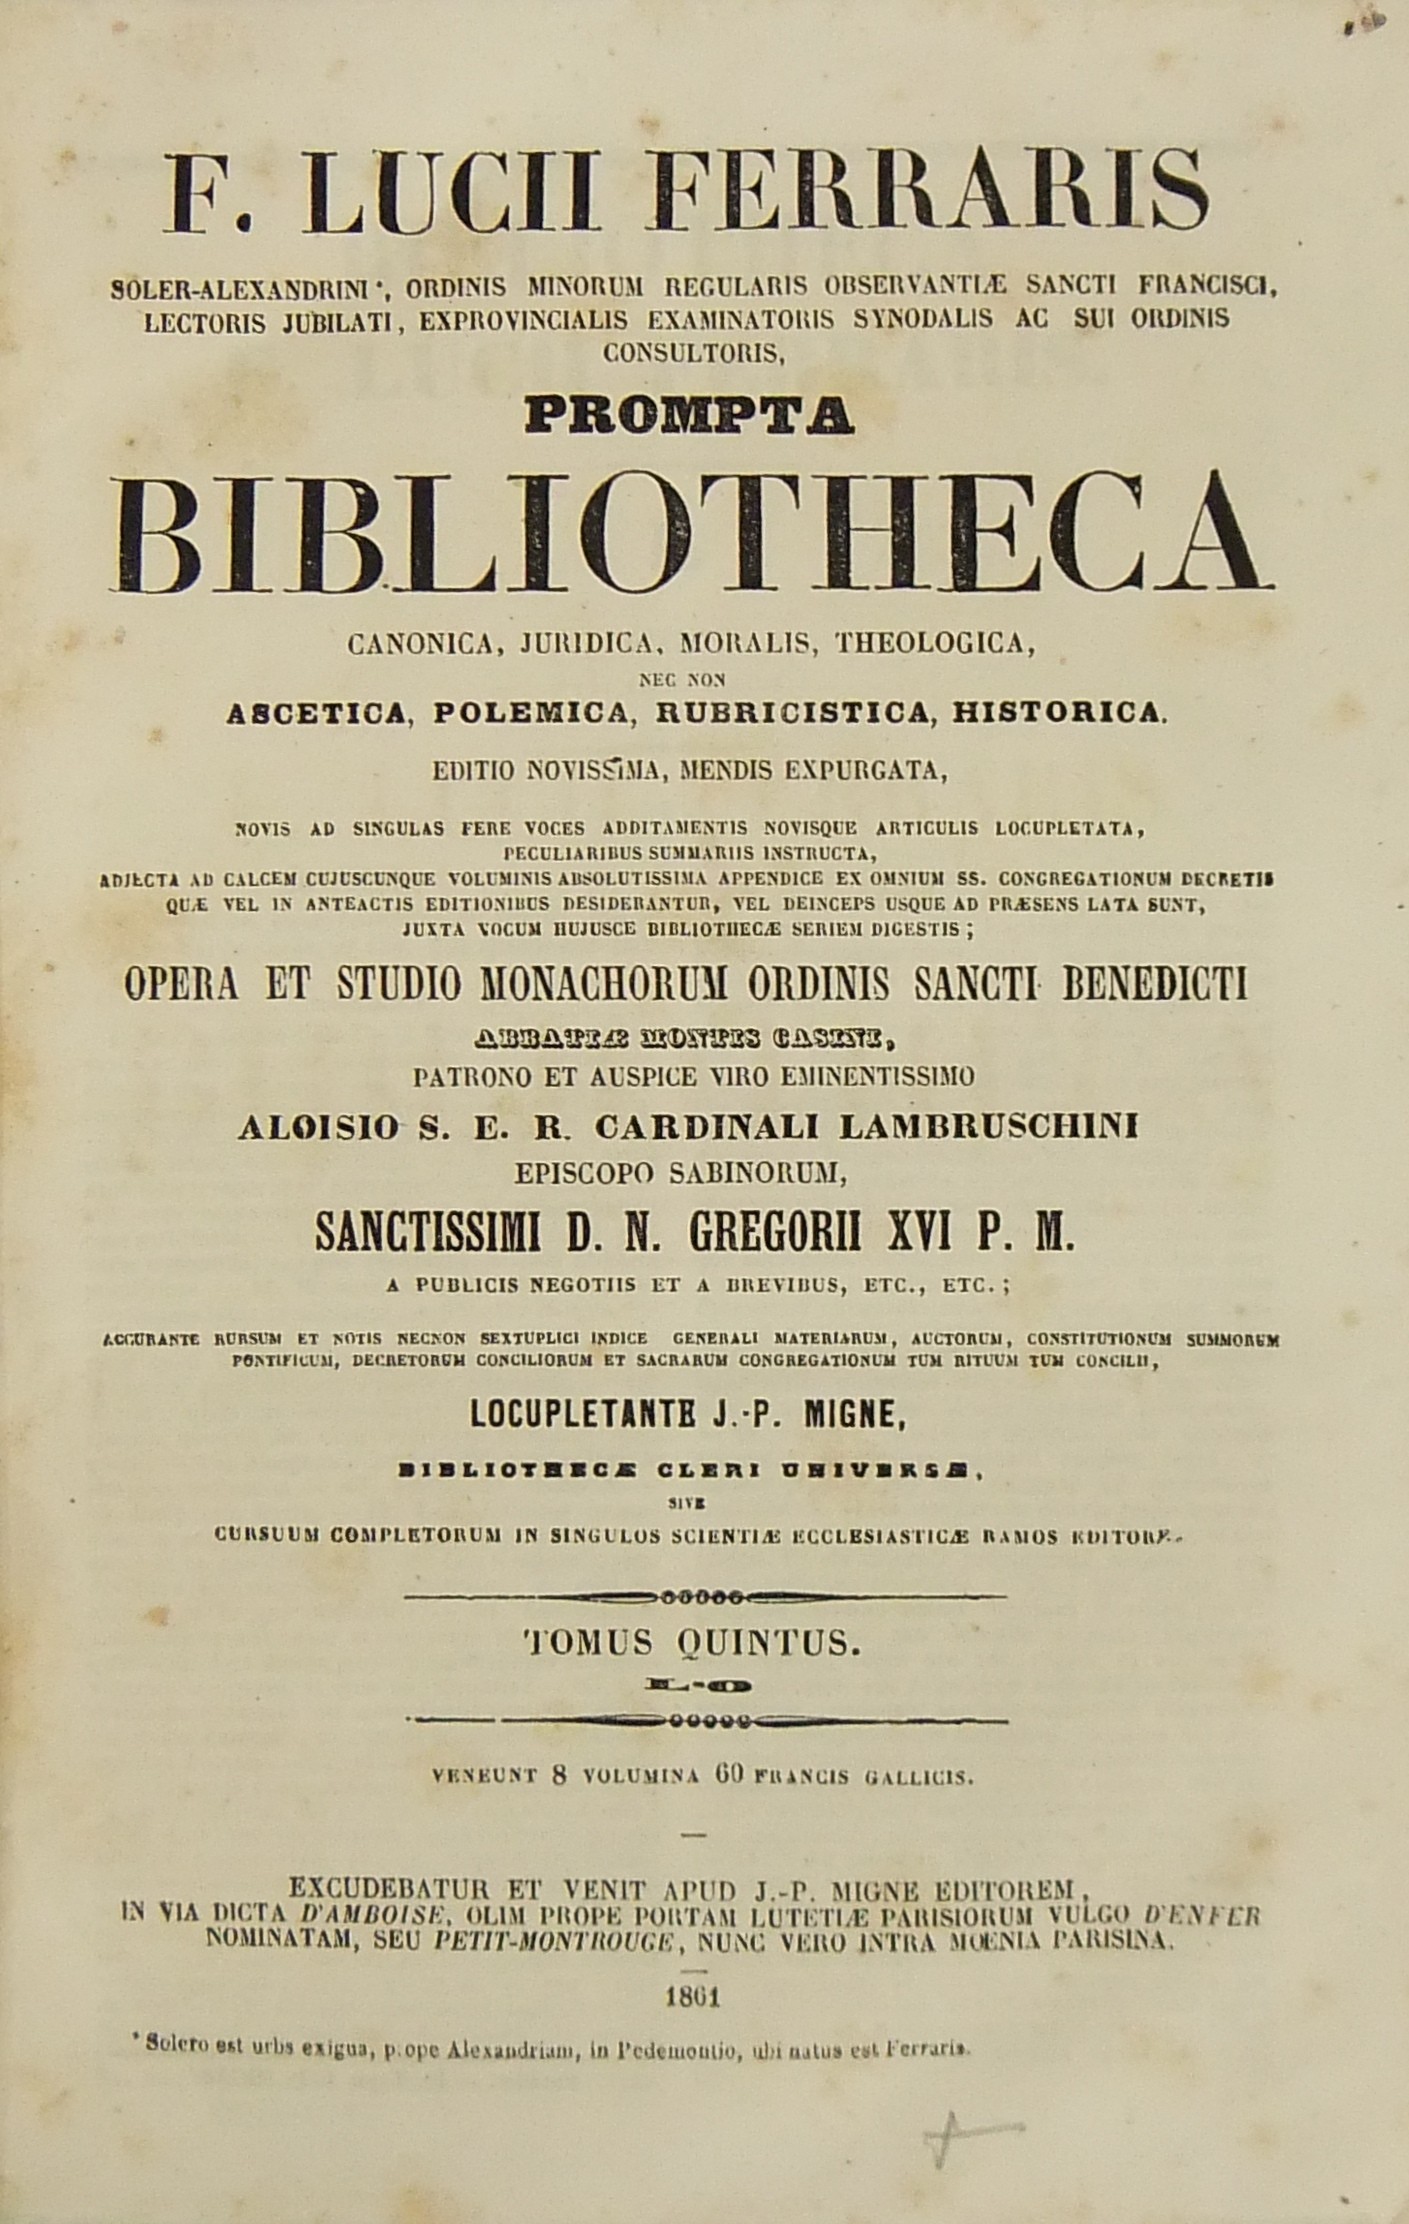 F. LUCII FERRARIS
SOLER-ALEXANDRINI *, ORDINIS MINORUM REGULARIS OBSERVANTIÆ SANCTI FRANCISCI,
LECTORIS JUBILATI, EXPROVINCIALIS EXAMINATORIS SYNODALIS AC SUI ORDINIS
CONSULTORIS,
PROMPTA
BIBLIOTHECA
CANONICA, JURIDICA, MORALIS, THEOLOGICA,
NEC NON
ASCETICA, POLEMICA, RUBRICISTICA, HISTORICA.
EDITIO NOVISSIMA, MENDIS EXPURGATA,
NOVIS AD SINGULAS FERE VOCES ADDITAMENTIS NOVISQUE ARTICULIS LOCUPLETATA,
PECULIARIBUS SUMMARIIS INSTRUCTA,
ADJECTA AD CALCEM CUJUSCUNQUE VOLUMINIS ABSOLUTISSIMA APPENDICE EX OMNIUM SS. CONGREGATIONUM DECRETIS
QUÆ VEL IN ANTEACTIS EDITIONIBUS DESIDERANTUR, VEL DEINCEPS USQUE AD PRÆSENS LATA SUNT,
JUXTA VOCUM HUJUSCE BIBLIOTHECÆ SERIEM DIGESTIS ;
OPERA ET STUDIO MONACHORUM ORDINIS SANCTI BENEDICTI
ABBATIÆ MONTIS CASINI,
PATRONO ET AUSPICE VIRO EMINENTISSIMO
ALOISIO S. E. R. CARDINALI LAMBRUSCHINI
EPISCOPO SABINORUM,
SANCTISSIMI D. N. GREGORII XVI P. M.
A PUBLICIS NEGOTIIS ET A BREVIBUS, ETC., ETC. ;
ACCURANTE RURSUM ET NOTIS NECNON SEXTUPLICI INDICE GENERALI MATERIARUM, AUCTORUM, CONSTITUTIONUM SUMMORUM
PONTIFICUM, DECRETORUM CONCILIORUM ET SACRARUM CONGREGATIONUM TUM RITUUM TUM CONCILII,
LOCUPLETANTE J.-P. MIGNE,
BIBLIOTHECÆ CLERI UNIVERSÆ,
SIVE
CURSUUM COMPLETORUM IN SINGULOS SCIENTIÆ ECCLESIASTICÆ RAMOS EDITORE.
TOMUS QUINTUS.
L-O
VENEUNT 8 VOLUMINA 60 FRANCIS GALLICIS.
EXCUDEBATUR ET VENIT APUD J.-P. MIGNE EDITOREM,
IN VIA DICTA D'AMBOISE, OLIM PROPE PORTAM LUTETIÆ PARISIORUM VULGO D'ENFER
NOMINATAM, SEU PETIT-MONTROUGE, NUNC VERO INTRA MOENIA PARISINA.
1861
* Solero est urbs exigua, prope Alexandriam, in Pedemontio, ubi natus est Ferraris.